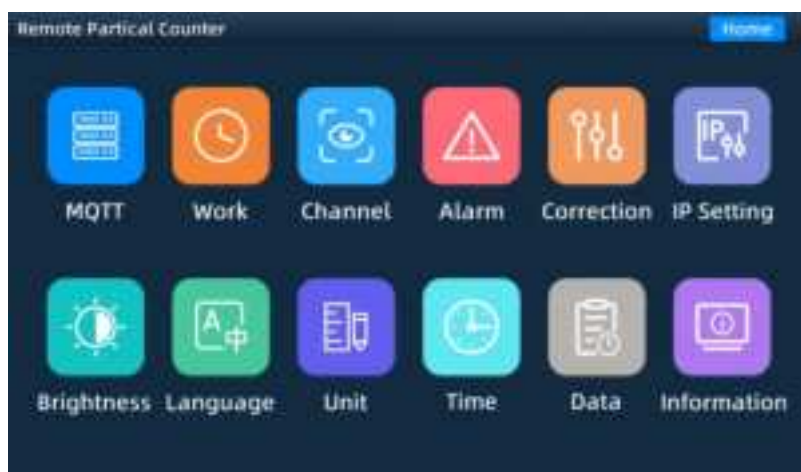 Remote Partical Counter
Home
MQTT Work Channel Alarm Correction IP Setting
Brightness Language Unit Time Data Information